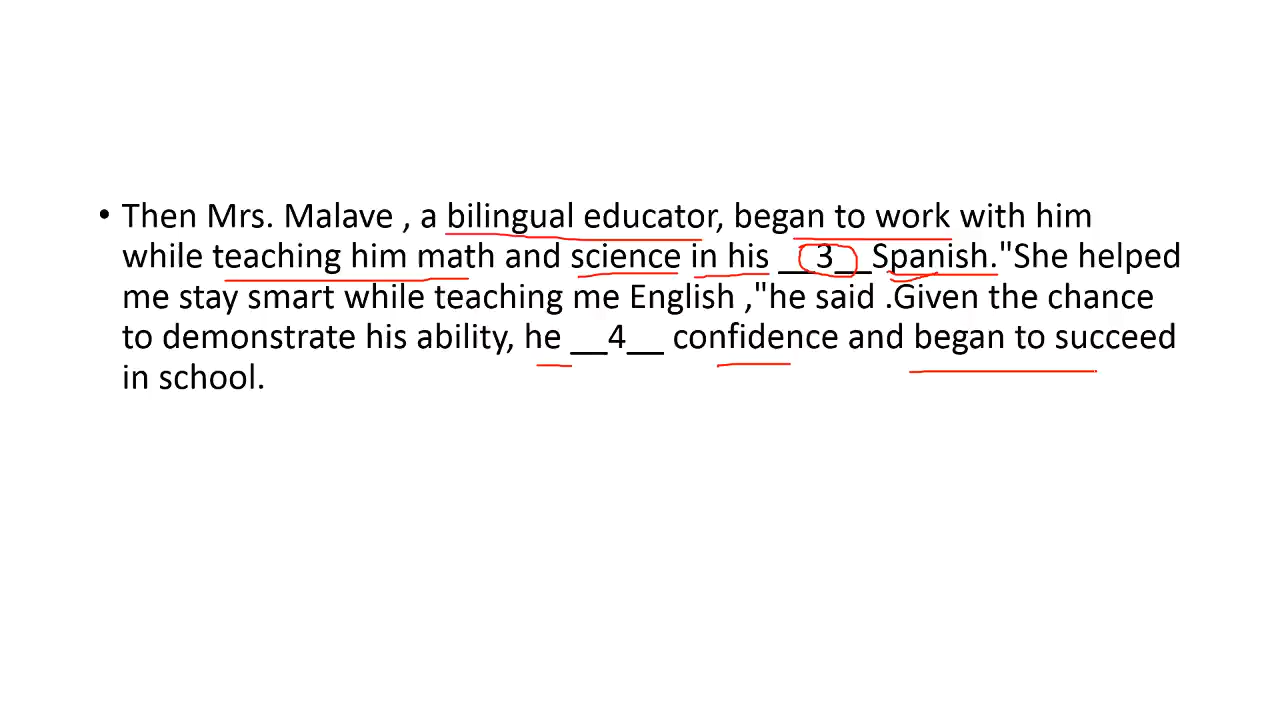 • Then Mrs. Malave , a bilingual educator, began to work with him
while teaching him math and science in his __3__Spanish."She helped
me stay smart while teaching me English ,"he said .Given the chance
to demonstrate his ability, he __4__ confidence and began to succeed
in school.